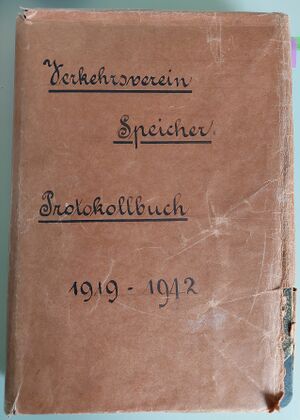 Verkehrsverein
Speicher.
Protokollbuch
1919 - 1942